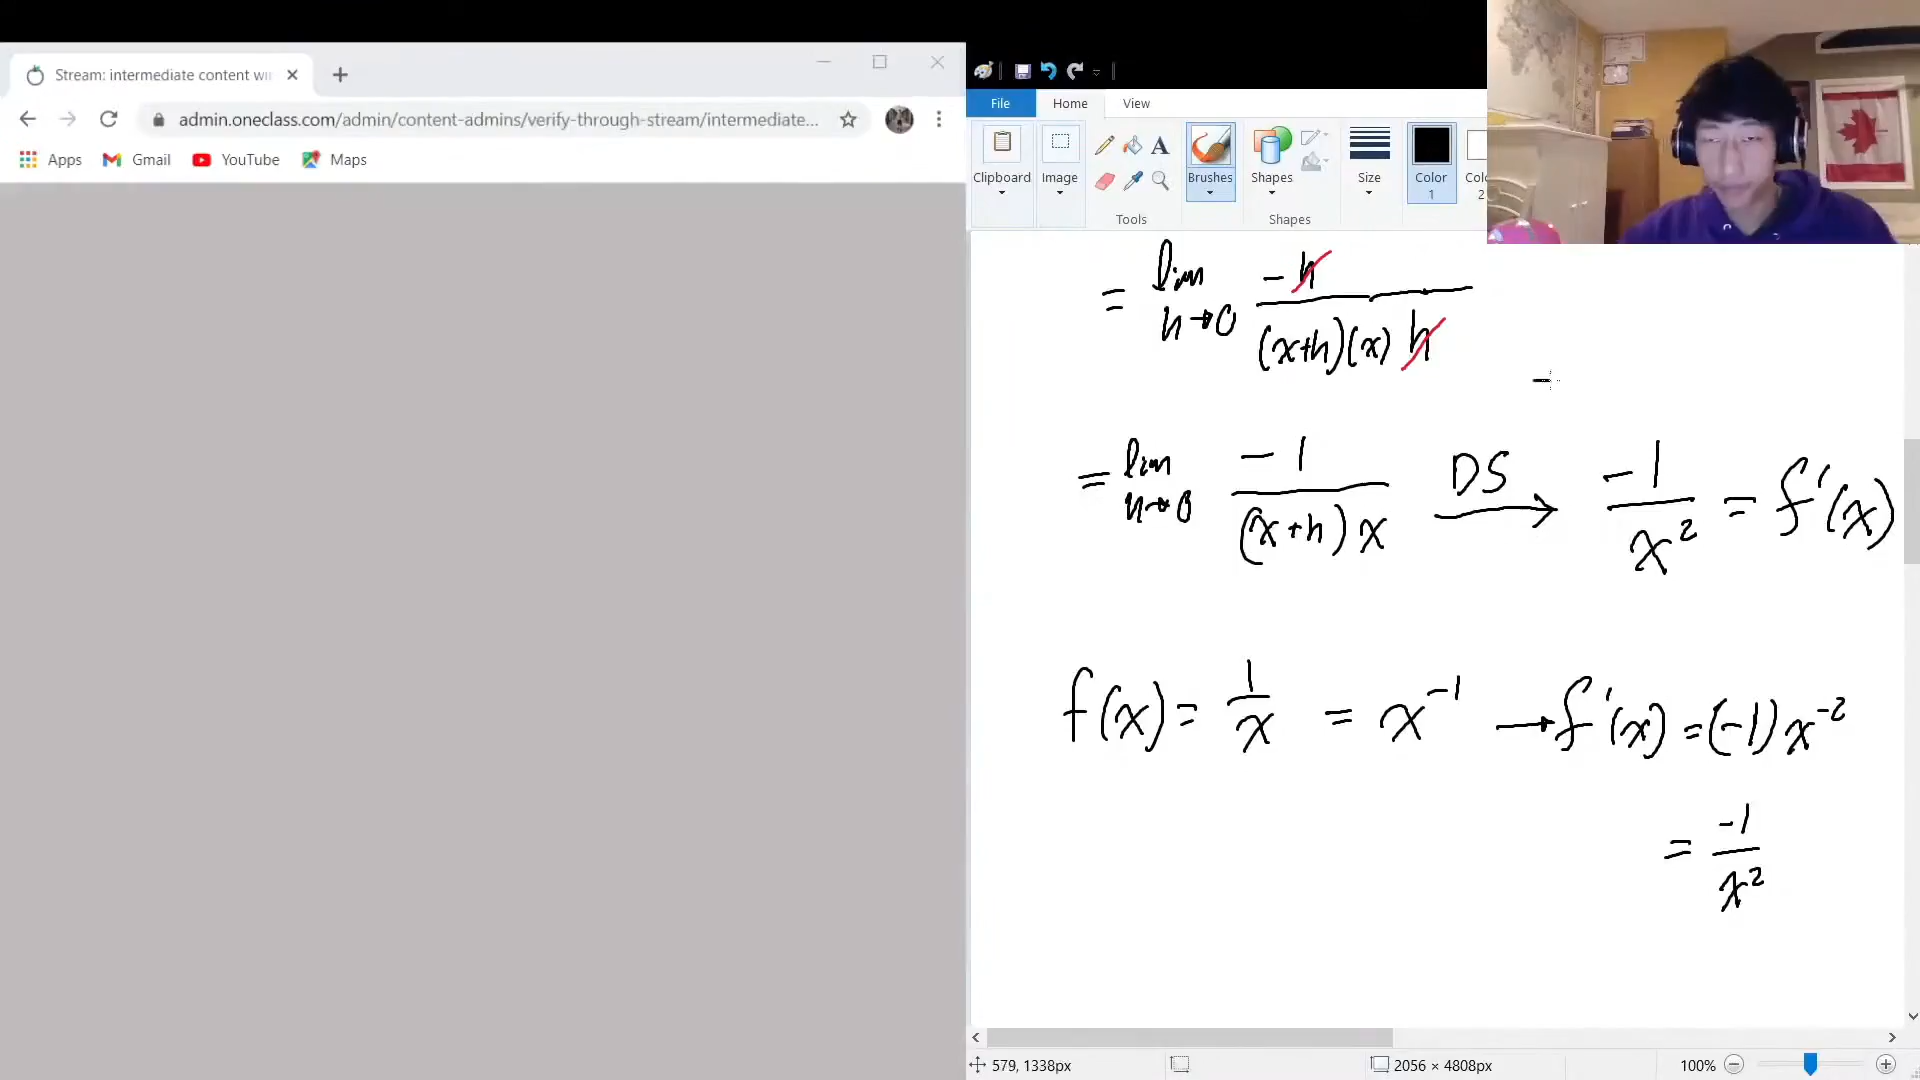 Stream: intermediate content wi
admin.oneclass.com/admin/content-admins/verify-through-stream/intermediate...
Apps Gmail YouTube Maps
File Home View
Clipboard Image A Brushes Shapes Size Color 1 Colo 2
Tools Shapes
= lim h→0 -h / (x+h)(x) h
= lim h→0 -1 / (x+h) x DS → -1 / x² = f'(x)
f(x) = 1/x = x⁻¹ → f'(x) = (-1) x⁻²
= -1 / x²
579, 1338px 2056 × 4808px 100%